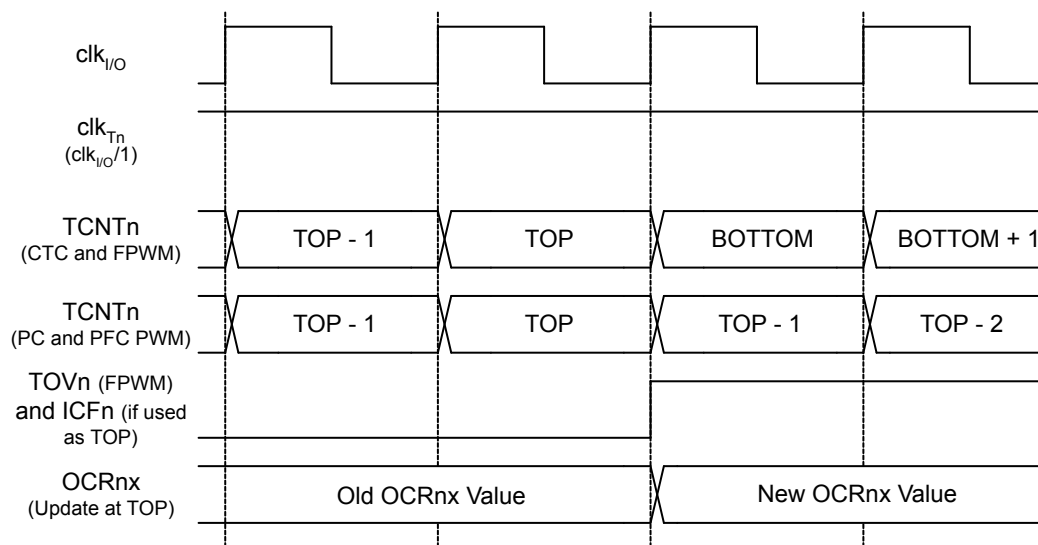 clkI/O
clkTn
(clkI/O/1)
TCNTn
(CTC and FPWM)
TOP - 1
TOP
BOTTOM
BOTTOM + 1
TCNTn
(PC and PFC PWM)
TOP - 1
TOP
TOP - 1
TOP - 2
TOVn (FPWM)
and ICFn (if used
as TOP)
OCRnx
(Update at TOP)
Old OCRnx Value
New OCRnx Value